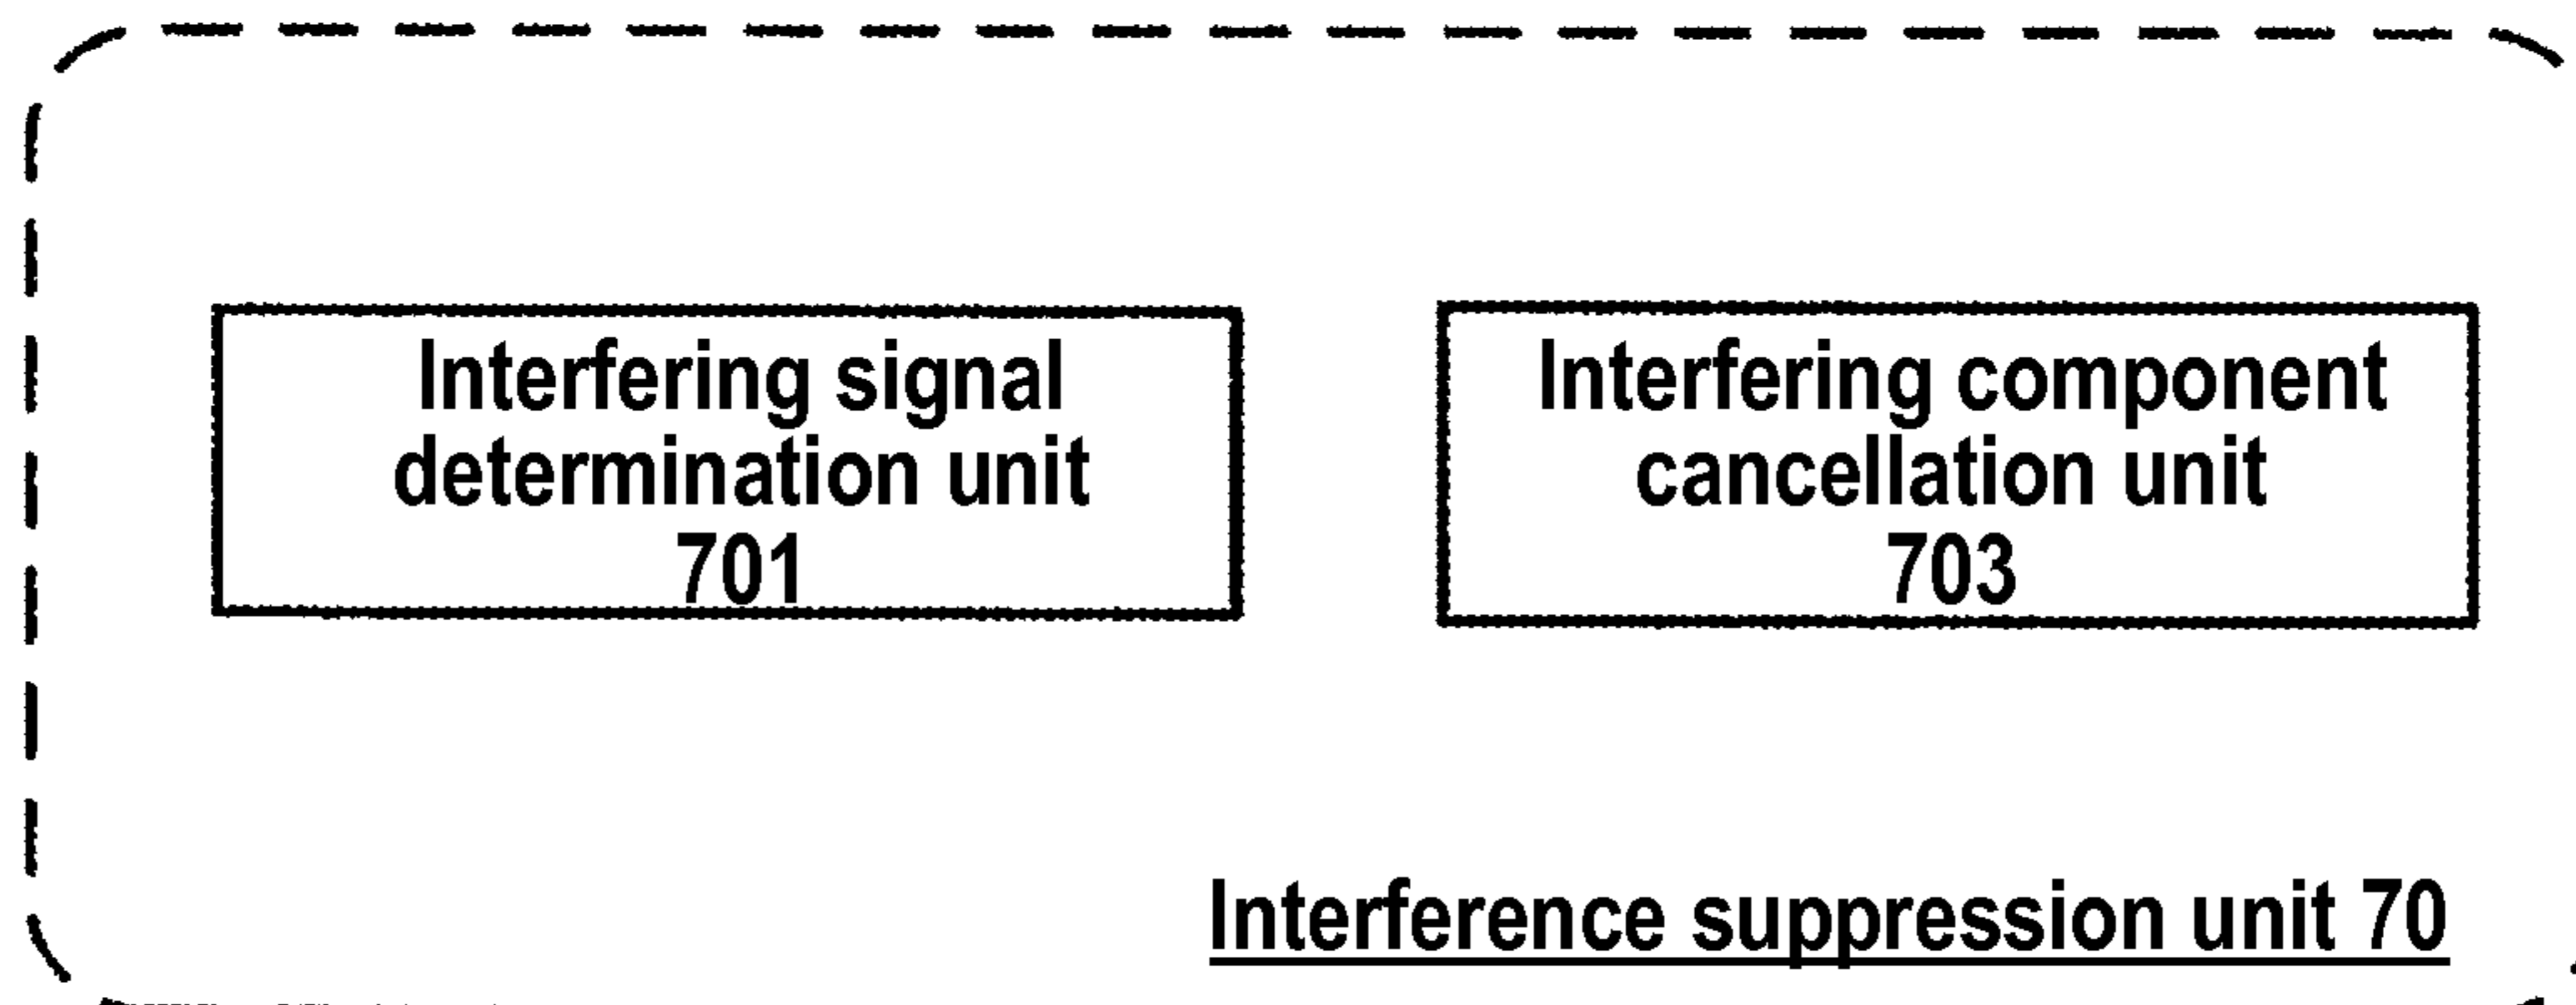 Interfering signal
determination unit
701
Interfering component
cancellation unit
703
Interference suppression unit 70